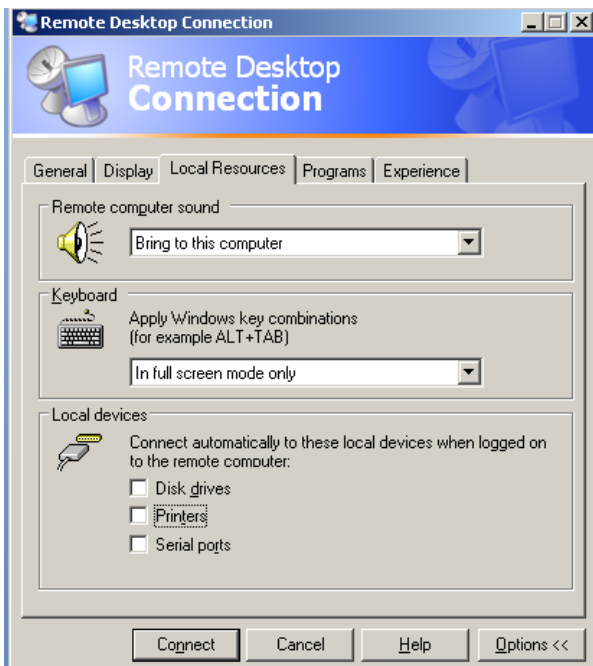 Remote Desktop Connection
Remote Desktop
Connection
General Display Local Resources Programs Experience
Remote computer sound
Bring to this computer
Keyboard
Apply Windows key combinations
(for example ALT+TAB)
In full screen mode only
Local devices
Connect automatically to these local devices when logged on
to the remote computer:
Disk drives
Printers
Serial ports
Connect Cancel Help Options <<